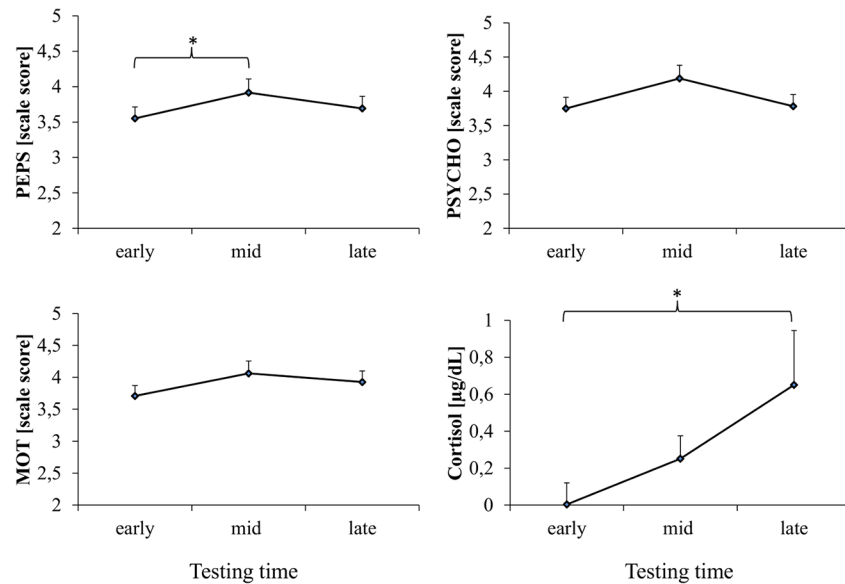 PEPS [scale score]
5
4,5
4
3,5
3
2,5
2
*
early mid late
PSYCHO [scale score]
5
4,5
4
3,5
3
2,5
2
early mid late
MOT [scale score]
5
4,5
4
3,5
3
2,5
2
early mid late
Testing time
Cortisol [µg/dL]
1
0,8
0,6
0,4
0,2
0
*
early mid late
Testing time